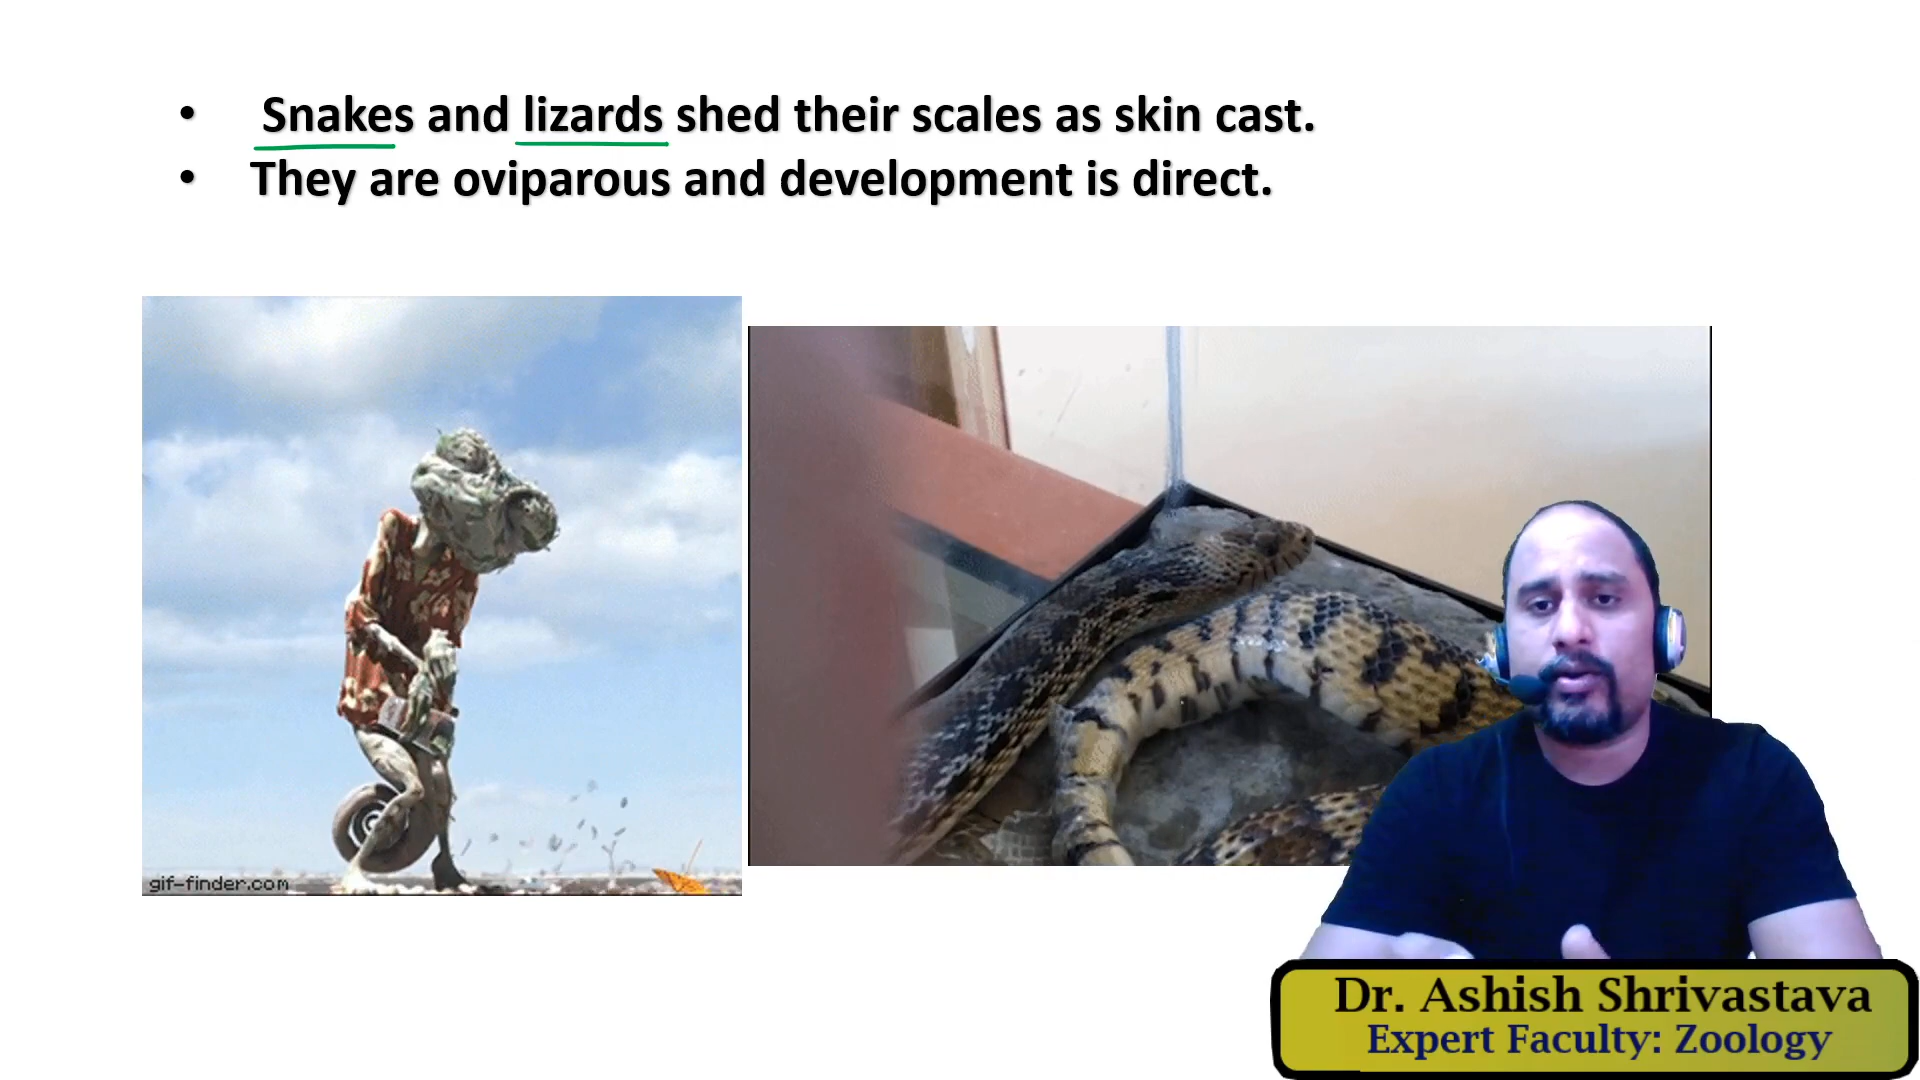 • Snakes and lizards shed their scales as skin cast.
• They are oviparous and development is direct.
gif-finder.com
Dr. Ashish Shrivastava
Expert Faculty: Zoology